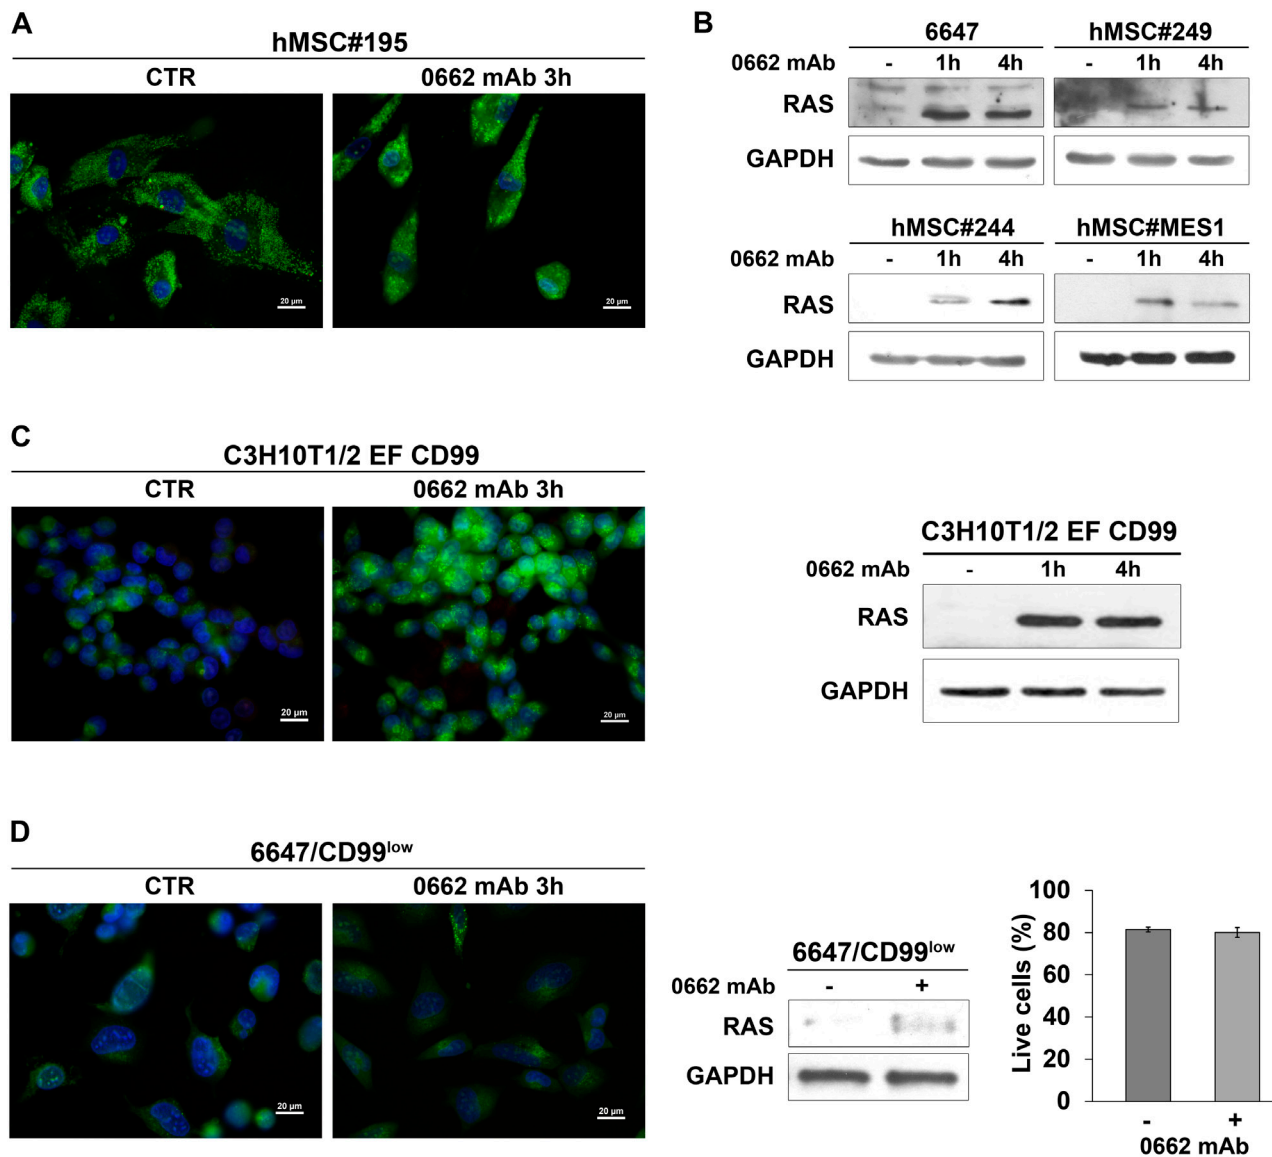 A
hMSC#195
CTR
0662 mAb 3h
20 µm
20 µm
B
6647
hMSC#249
0662 mAb - 1h 4h - 1h 4h
RAS
GAPDH
hMSC#244
hMSC#MES1
0662 mAb - 1h 4h - 1h 4h
RAS
GAPDH
C
C3H10T1/2 EF CD99
CTR
0662 mAb 3h
20 µm
20 µm
C3H10T1/2 EF CD99
0662 mAb - 1h 4h
RAS
GAPDH
D
6647/CD99low
CTR
0662 mAb 3h
20 µm
20 µm
6647/CD99low
0662 mAb - +
RAS
GAPDH
Live cells (%)
100
80
60
40
20
0
- +
0662 mAb